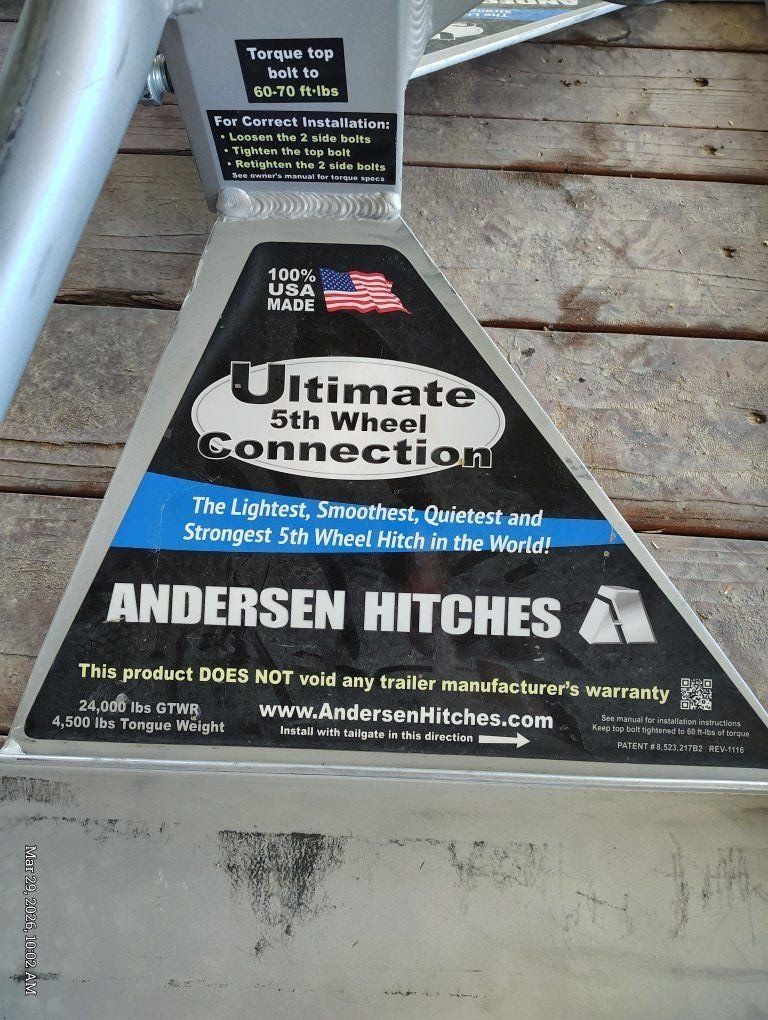 Torque top
bolt to
60-70 ft·lbs
For Correct Installation:
• Loosen the 2 side bolts
• Tighten the top bolt
• Retighten the 2 side bolts
See owner's manual for torque specs
100%
USA
MADE
Ultimate
5th Wheel
Connection
The Lightest, Smoothest, Quietest and
Strongest 5th Wheel Hitch in the World!
ANDERSEN HITCHES
This product DOES NOT void any trailer manufacturer's warranty
24,000 lbs GTWR
4,500 lbs Tongue Weight
www.AndersenHitches.com
Install with tailgate in this direction
See manual for installation instructions
Keep top bolt tightened to 60 ft-lbs of torque
PATENT # 8,523,217B2 REV-1116
Mar 29, 2026, 10:02 AM